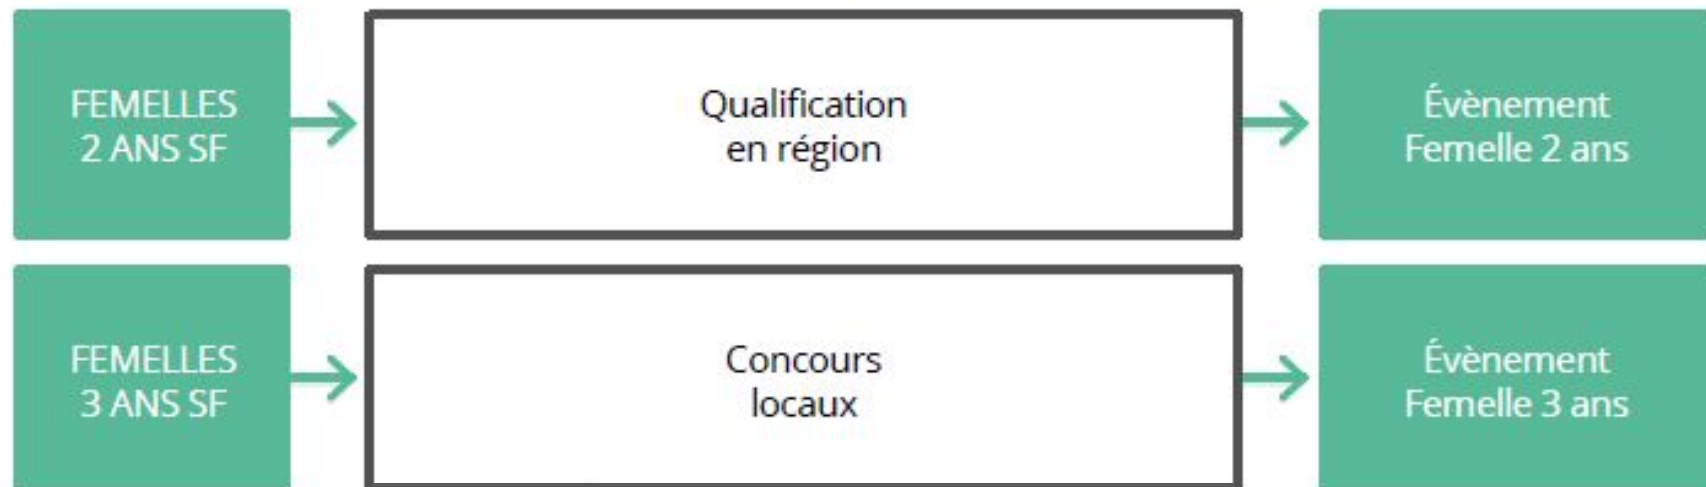 FEMELLES
2 ANS SF
Qualification
en région
Évènement
Femelle 2 ans
FEMELLES
3 ANS SF
Concours
locaux
Évènement
Femelle 3 ans